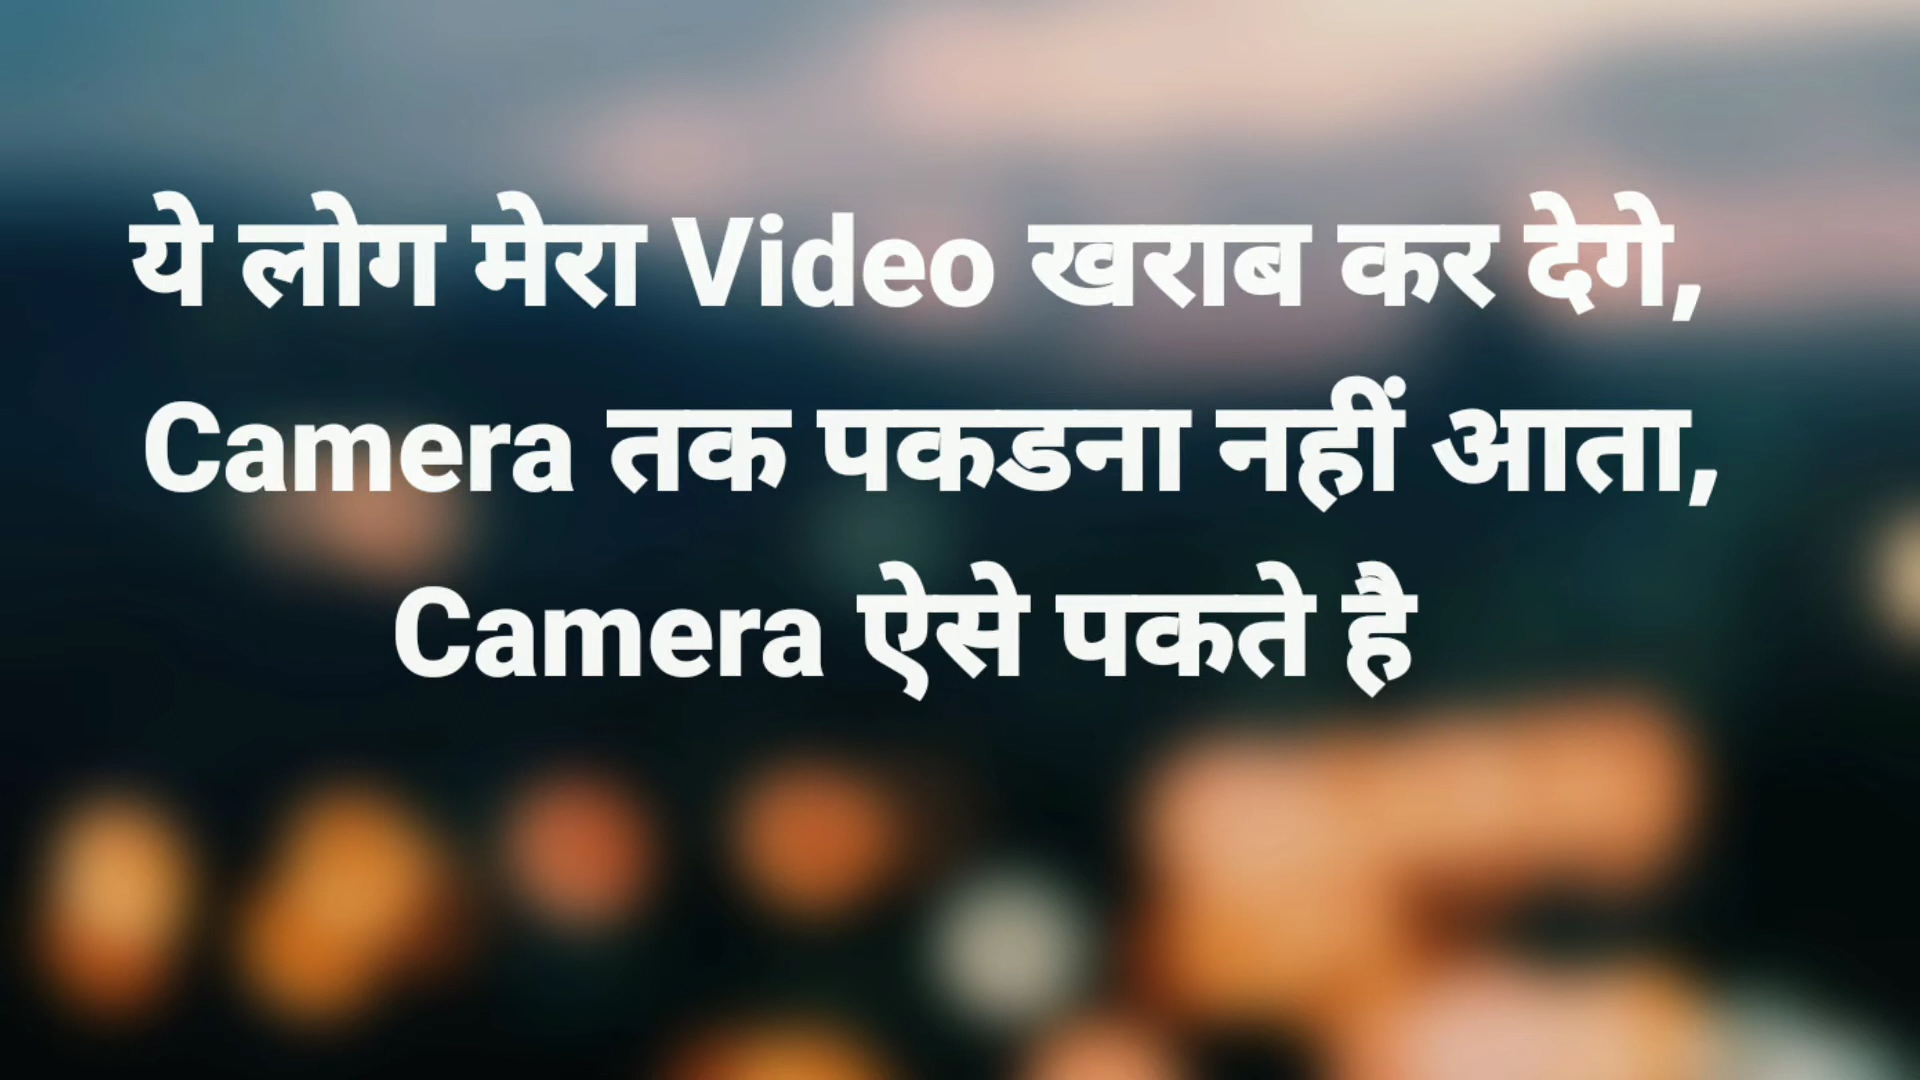 ये लोग मेरा Video खराब कर देगे,
Camera तक पकडना नहीं आता,
Camera ऐसे पकते है